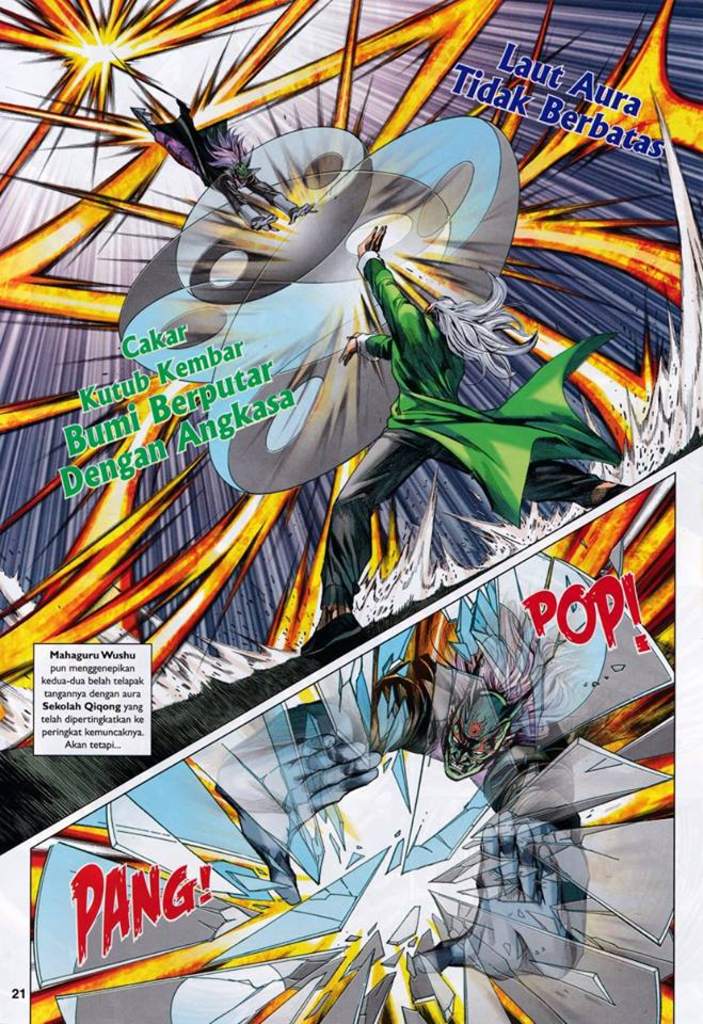 Laut Aura
Tidak Berbatas
Cakar
Kutub Kembar
Bumi Berputar
Dengan Angkasa
Mahaguru Wushu
pun menggenepikan
kedua-dua belah telapak
tangannya dengan aura
Sekolah Qiqong yang
telah dipertingkatkan ke
peringkat kemuncaknya.
Akan tetapi...
POP!
PANG!
21